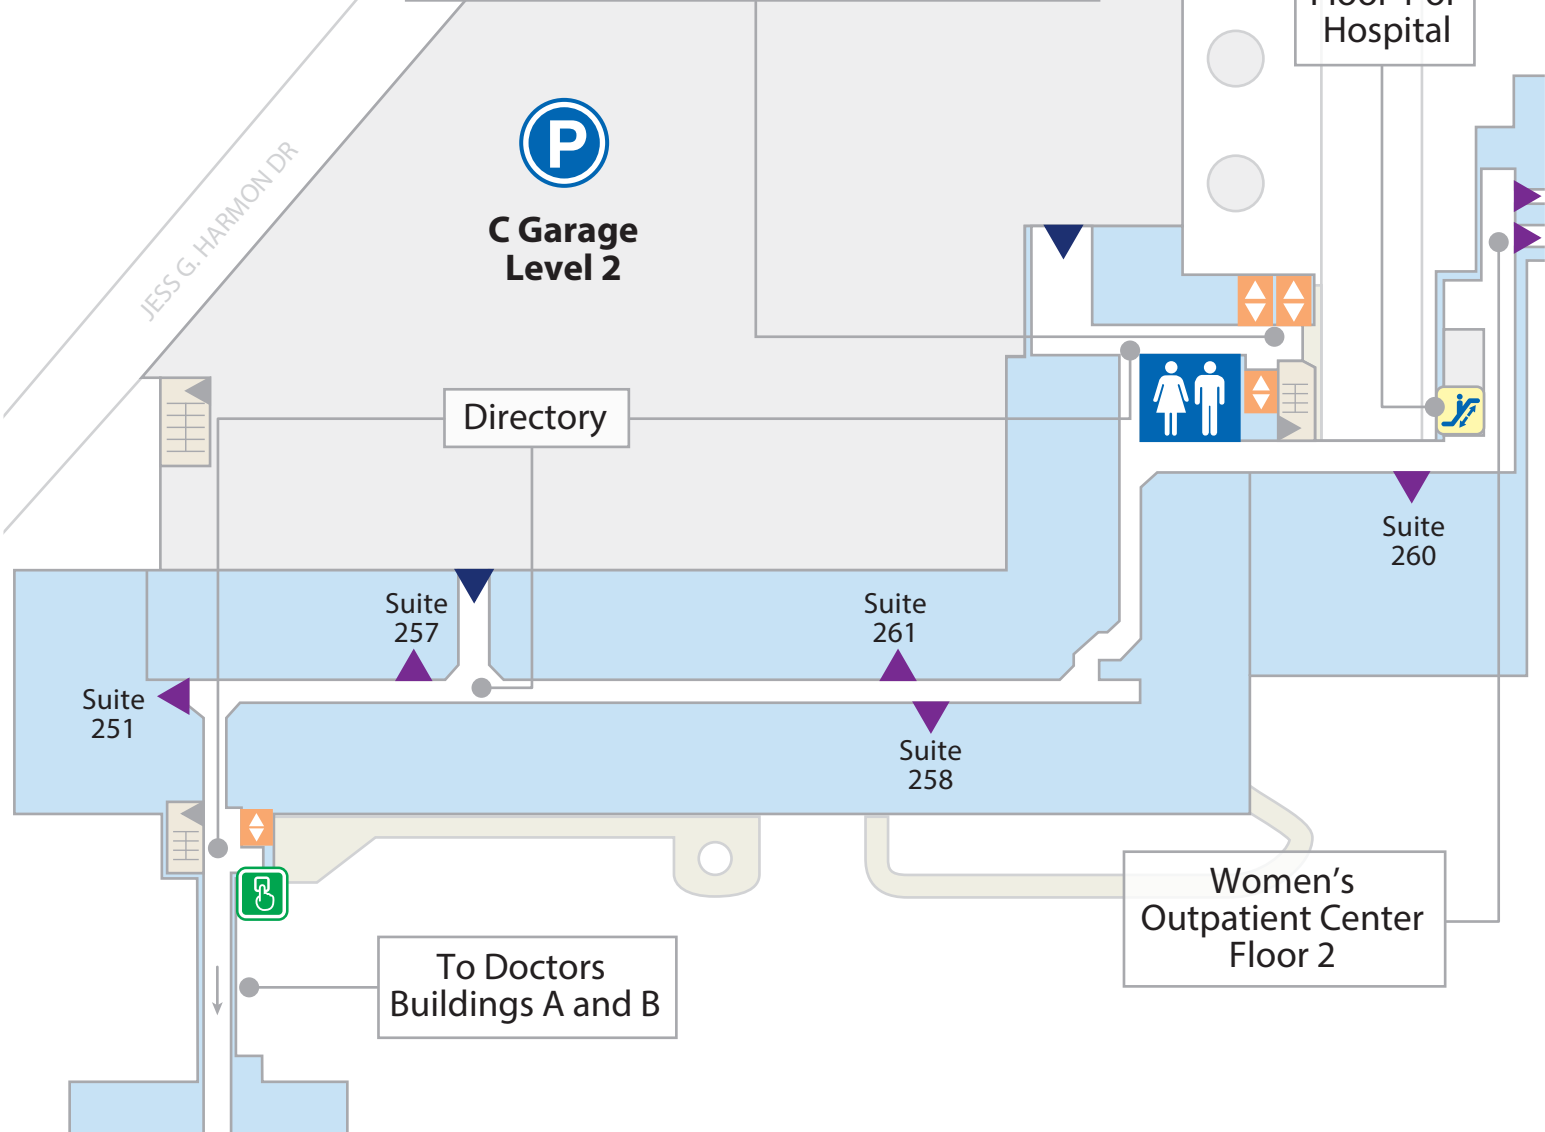 Hospital
P
C Garage
Level 2
JESS G. HARMON DR
Directory
Suite
260
Suite
257
Suite
261
Suite
251
Suite
258
Women's
Outpatient Center
Floor 2
To Doctors
Buildings A and B